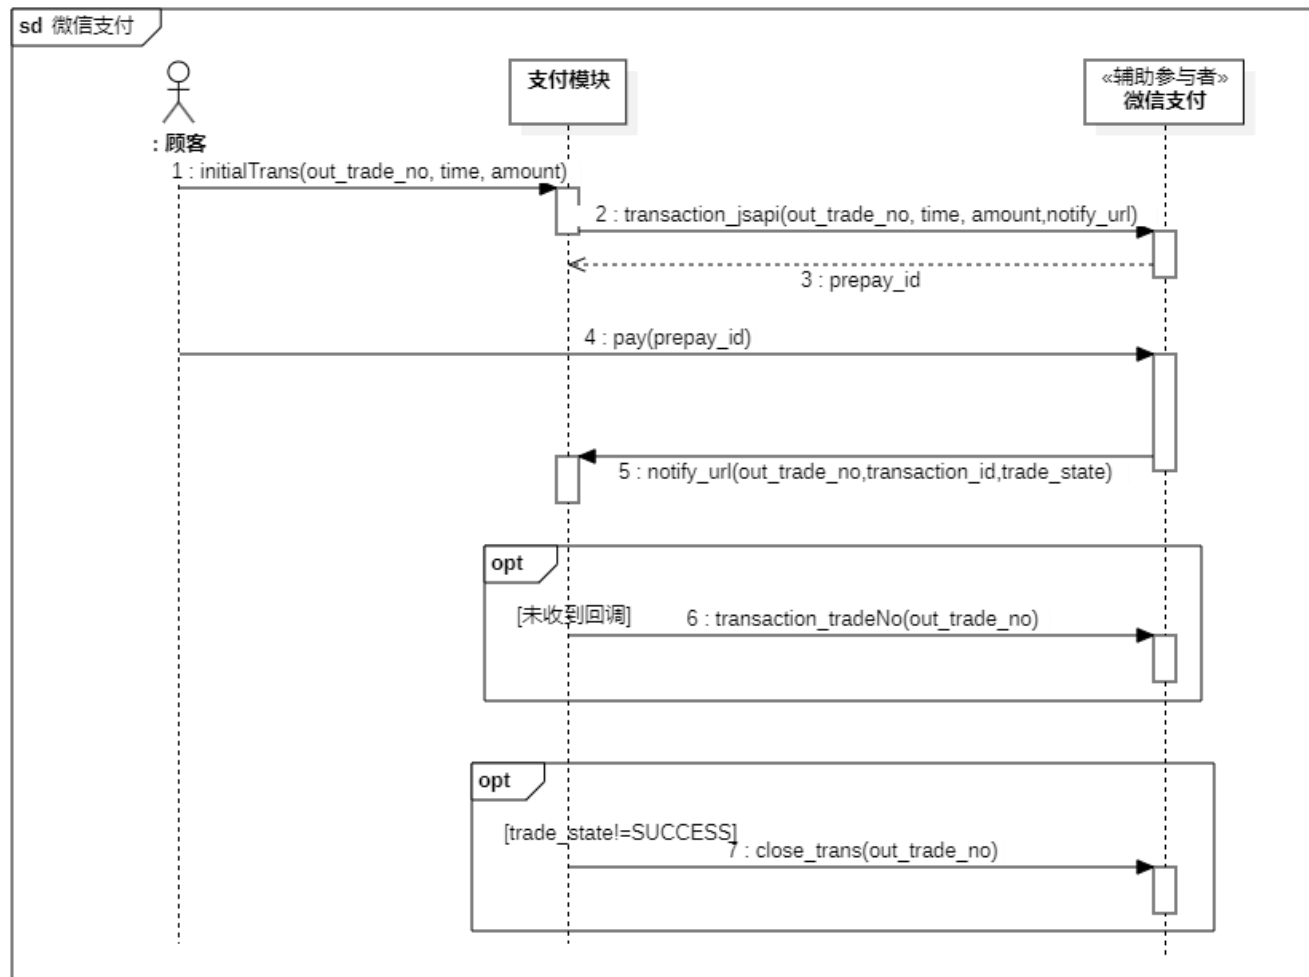 sd 微信支付
支付模块
«辅助参与者»
微信支付
: 顾客
1 : initialTrans(out_trade_no, time, amount)
2 : transaction_jsapi(out_trade_no, time, amount,notify_url)
3 : prepay_id
4 : pay(prepay_id)
5 : notify_url(out_trade_no,transaction_id,trade_state)
opt
[未收到回调]
6 : transaction_tradeNo(out_trade_no)
opt
[trade_state!=SUCCESS]
7 : close_trans(out_trade_no)